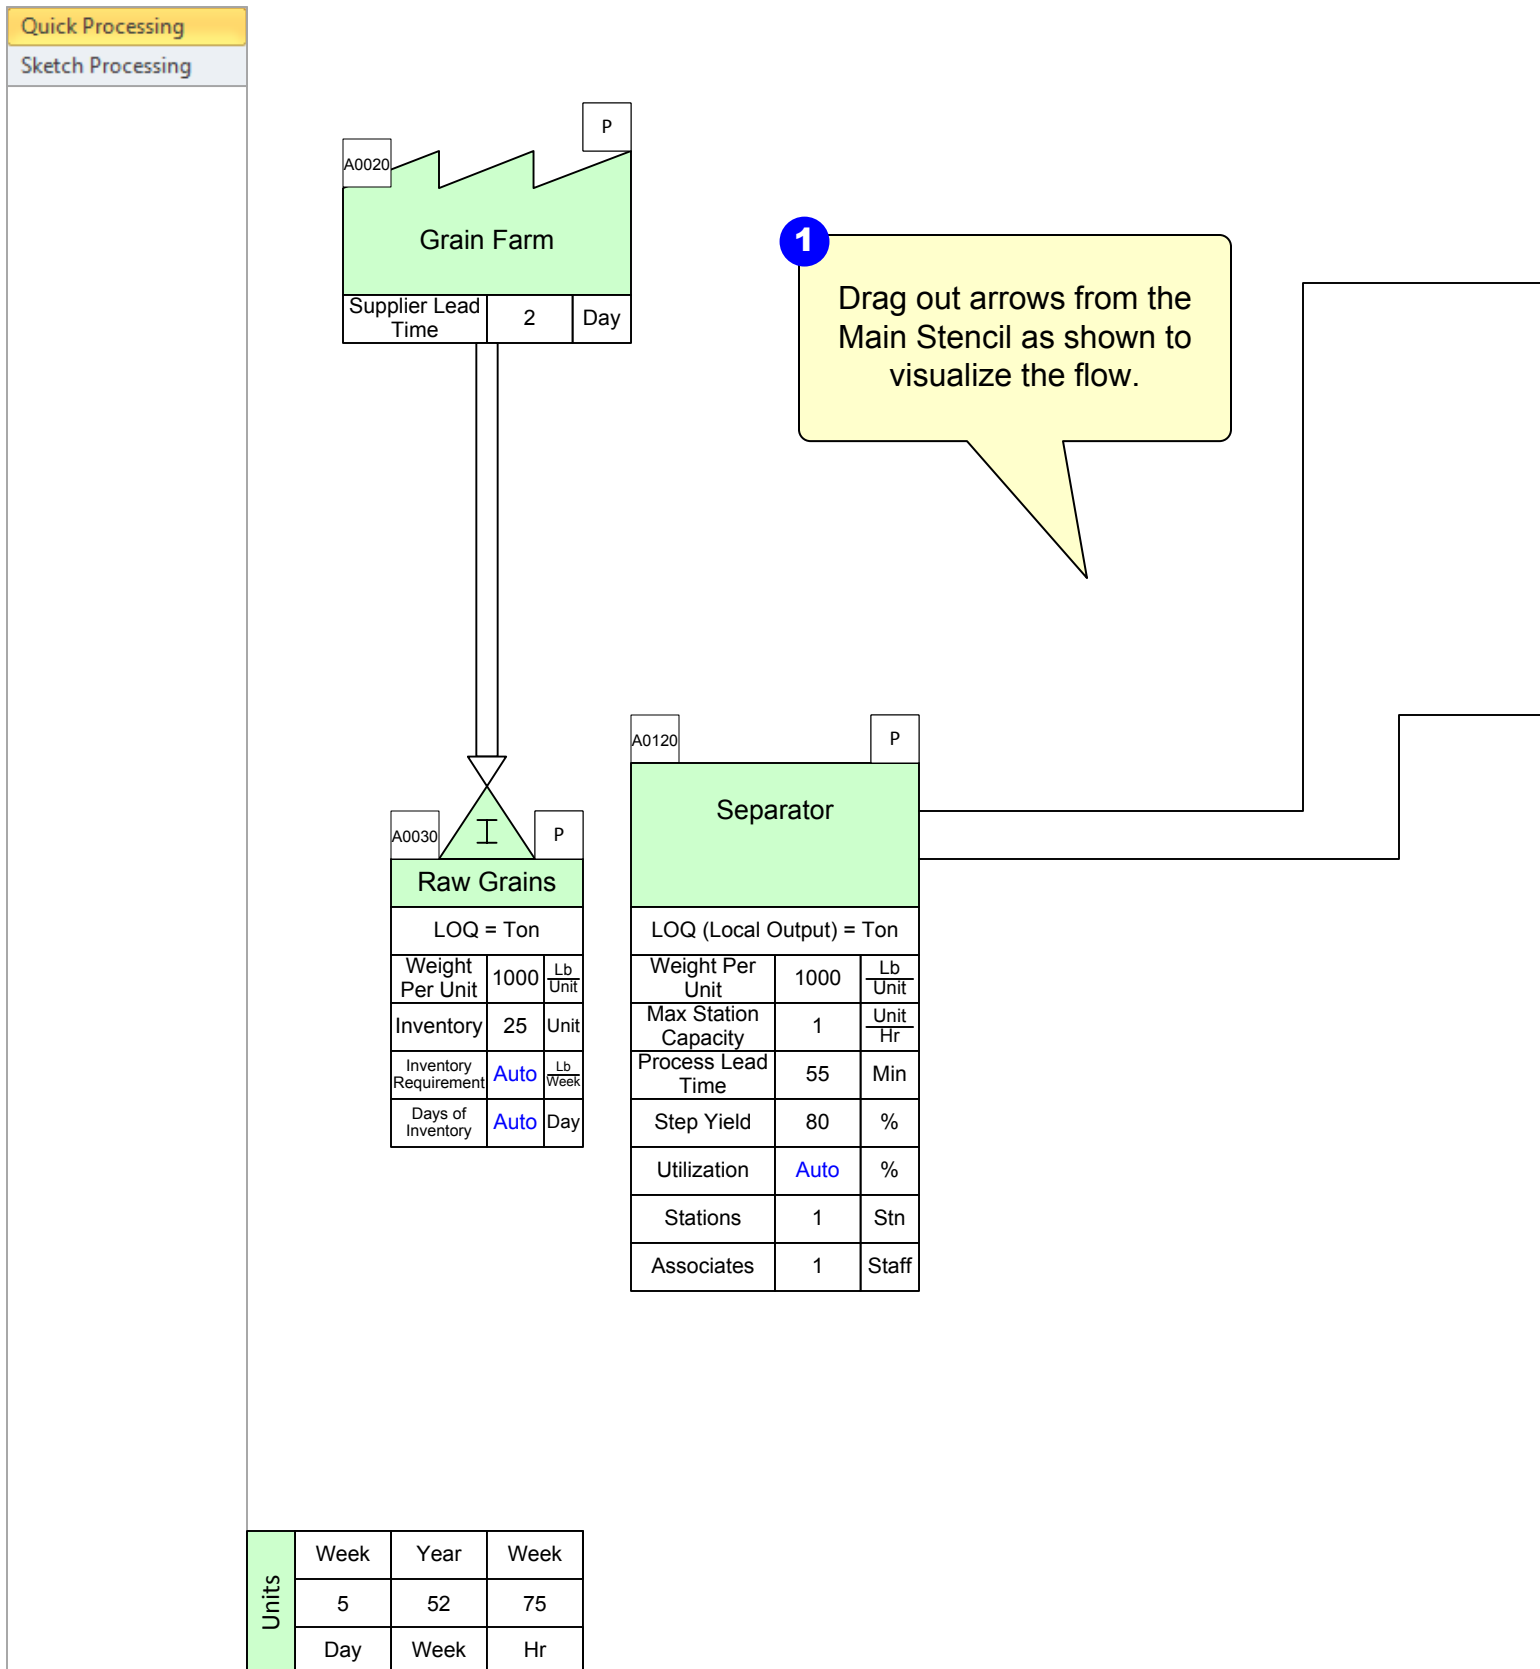 Quick Processing
Sketch Processing
P
A0020
Grain Farm
Supplier Lead
Time
2
Day
1
Drag out arrows from the
Main Stencil as shown to
visualize the flow.
A0030
I
P
Raw Grains
LOQ = Ton
Weight
Per Unit
1000
Lb
Unit
Inventory
25
Unit
Inventory
Requirement
Auto
Lb
Week
Days of
Inventory
Auto
Day
A0120
P
Separator
LOQ (Local Output) = Ton
Weight Per
Unit
1000
Lb
Unit
Max Station
Capacity
1
Unit
Hr
Process Lead
Time
55
Min
Step Yield
80
%
Utilization
Auto
%
Stations
1
Stn
Associates
1
Staff
Units
Week
Year
Week
5
52
75
Day
Week
Hr